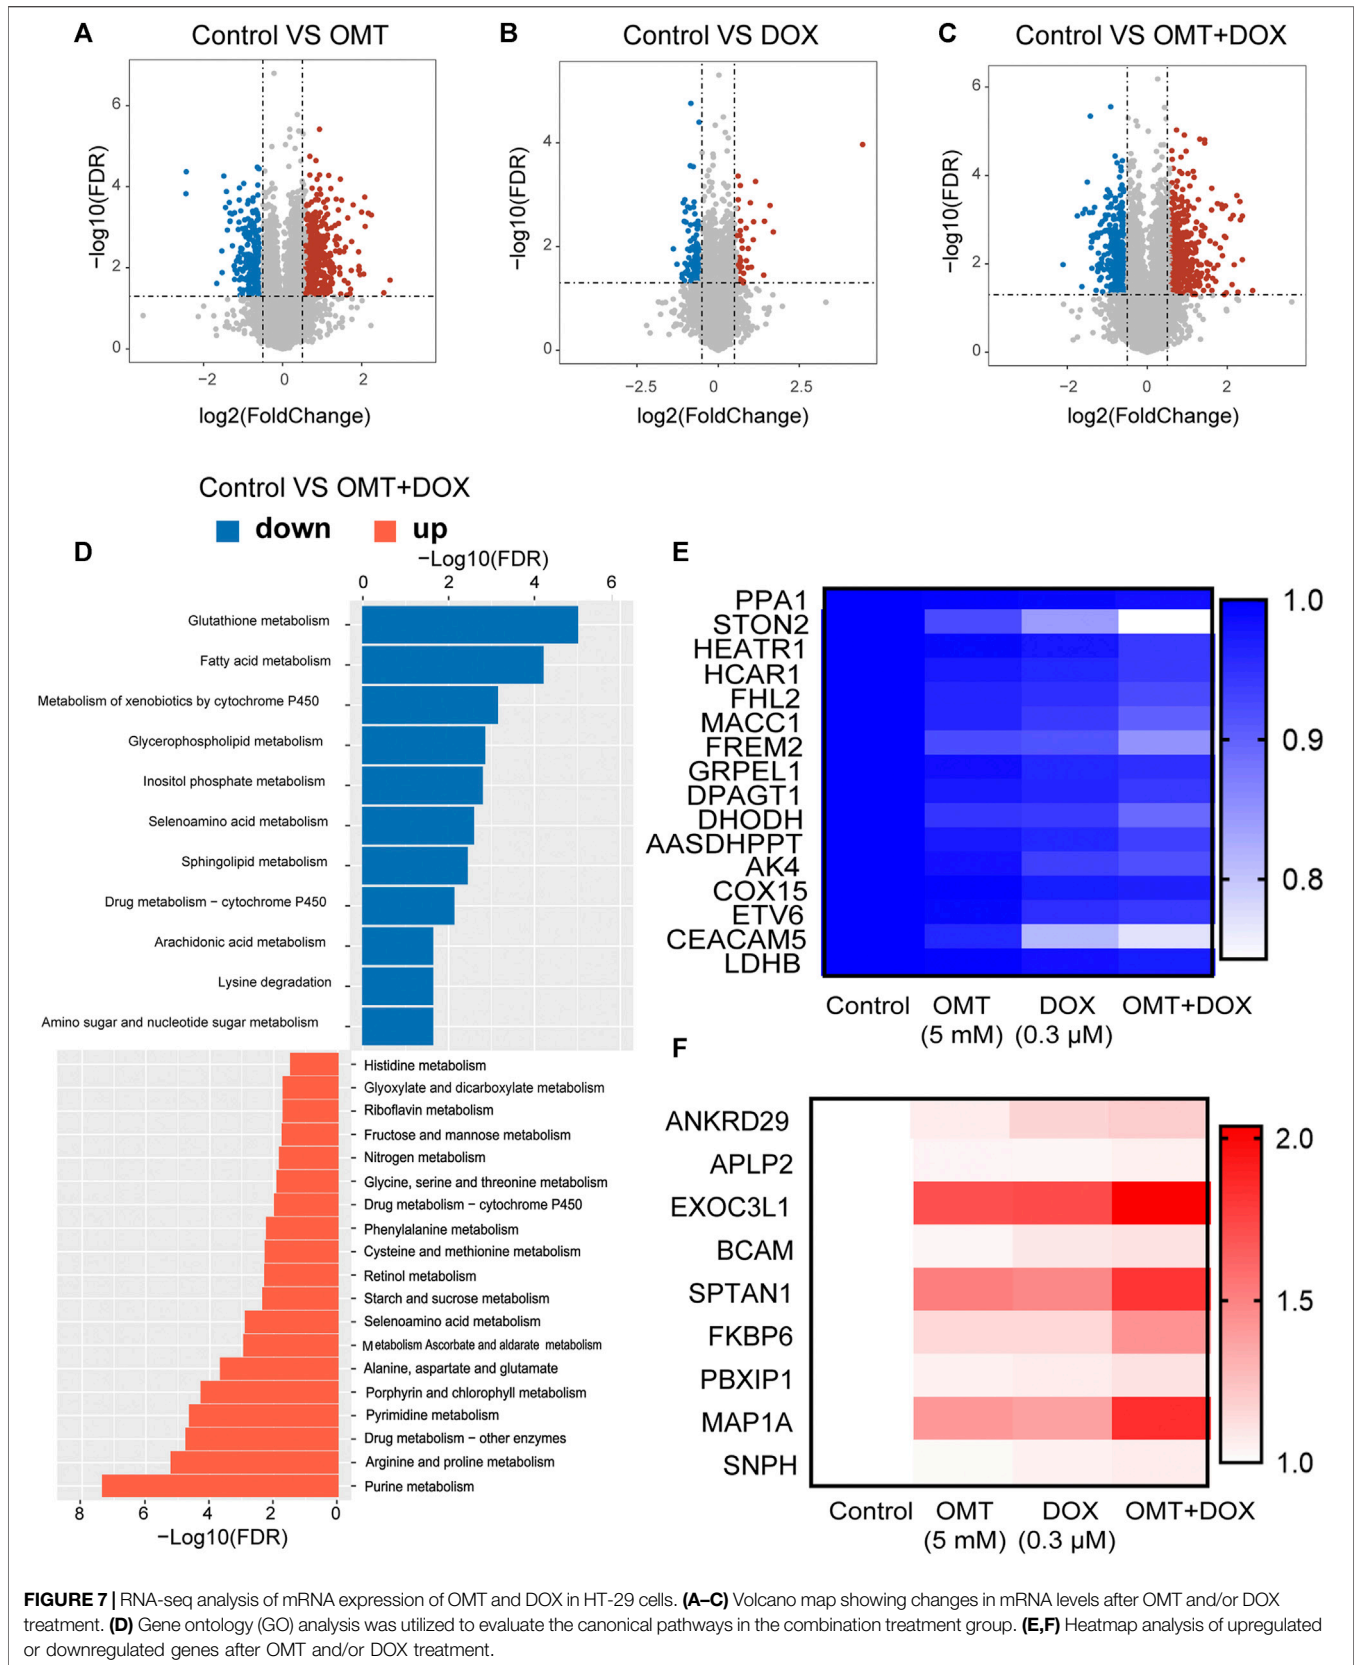 A Control VS OMT
−log10(FDR)
6
4
2
0
−2 0 2
log2(FoldChange)
B Control VS DOX
−log10(FDR)
4
2
0
−2.5 0 2.5
log2(FoldChange)
C Control VS OMT+DOX
−log10(FDR)
6
4
2
0
−2 0 2
log2(FoldChange)
Control VS OMT+DOX
down up
D
−Log10(FDR)
0 2 4 6
Glutathione metabolism
Fatty acid metabolism
Metabolism of xenobiotics by cytochrome P450
Glycerophospholipid metabolism
Inositol phosphate metabolism
Selenoamino acid metabolism
Sphingolipid metabolism
Drug metabolism − cytochrome P450
Arachidonic acid metabolism
Lysine degradation
Amino sugar and nucleotide sugar metabolism
Histidine metabolism
Glyoxylate and dicarboxylate metabolism
Riboflavin metabolism
Fructose and mannose metabolism
Nitrogen metabolism
Glycine, serine and threonine metabolism
Drug metabolism − cytochrome P450
Phenylalanine metabolism
Cysteine and methionine metabolism
Retinol metabolism
Starch and sucrose metabolism
Selenoamino acid metabolism
Metabolism Ascorbate and aldarate metabolism
Alanine, aspartate and glutamate
Porphyrin and chlorophyll metabolism
Pyrimidine metabolism
Drug metabolism − other enzymes
Arginine and proline metabolism
Purine metabolism
8 6 4 2 0
−Log10(FDR)
E
PPA1
STON2
HEATR1
HCAR1
FHL2
MACC1
FREM2
GRPEL1
DPAGT1
DHODH
AASDHPPT
AK4
COX15
ETV6
CEACAM5
LDHB
1.0
0.9
0.8
Control OMT DOX OMT+DOX
(5 mM) (0.3 µM)
F
ANKRD29
APLP2
EXOC3L1
BCAM
SPTAN1
FKBP6
PBXIP1
MAP1A
SNPH
2.0
1.5
1.0
Control OMT DOX OMT+DOX
(5 mM) (0.3 µM)
FIGURE 7 | RNA-seq analysis of mRNA expression of OMT and DOX in HT-29 cells. (A–C) Volcano map showing changes in mRNA levels after OMT and/or DOX
treatment. (D) Gene ontology (GO) analysis was utilized to evaluate the canonical pathways in the combination treatment group. (E,F) Heatmap analysis of upregulated
or downregulated genes after OMT and/or DOX treatment.